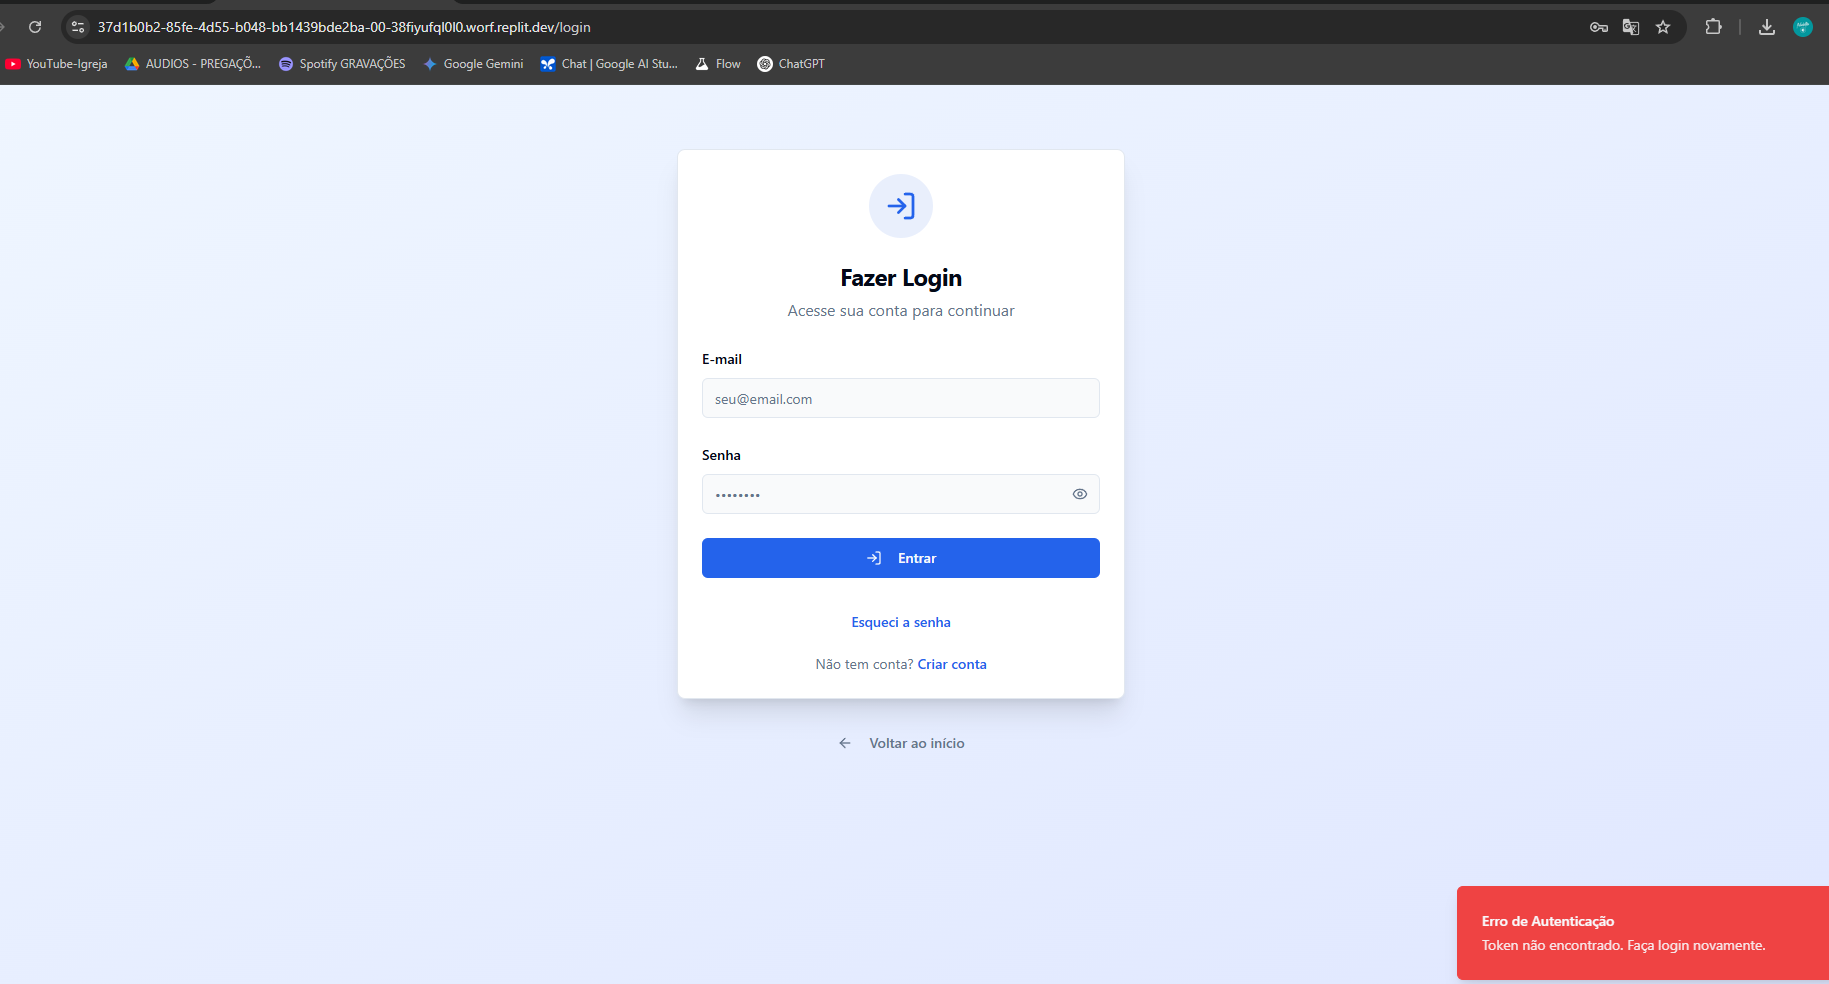 37d1b0b2-85fe-4d55-b048-bb1439bde2ba-00-38fiyufql0l0.worf.replit.dev/login
YouTube-Igreja
AUDIOS - PREGAÇÕ...
Spotify GRAVAÇÕES
Google Gemini
Chat | Google AI Stu...
Flow
ChatGPT
Fazer Login
Acesse sua conta para continuar
E-mail
seu@email.com
Senha
••••••••
Entrar
Esqueci a senha
Não tem conta? Criar conta
Voltar ao início
Erro de Autenticação
Token não encontrado. Faça login novamente.